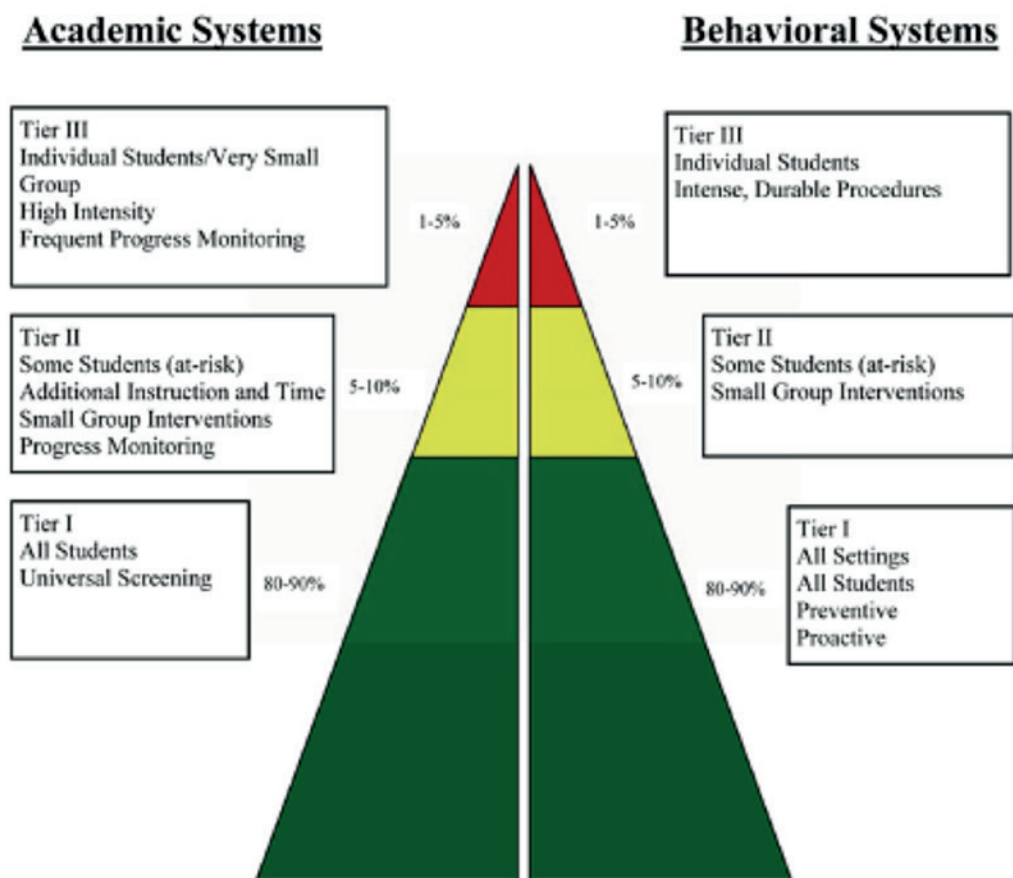 Academic Systems
Behavioral Systems
Tier III
Individual Students/Very Small
Group
High Intensity
Frequent Progress Monitoring
1-5%
1-5%
Tier III
Individual Students
Intense, Durable Procedures
Tier II
Some Students (at-risk)
Additional Instruction and Time
Small Group Interventions
Progress Monitoring
5-10%
5-10%
Tier II
Some Students (at-risk)
Small Group Interventions
Tier I
All Students
Universal Screening
80-90%
80-90%
Tier I
All Settings
All Students
Preventive
Proactive